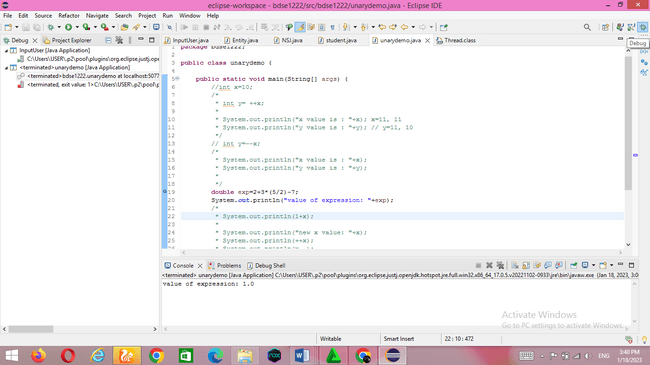 eclipse-workspace - bdse1222/src/unarydemo.java - Eclipse IDE
File Edit Source Refactor Navigate Search Project Run Window Help
Debug Project Explorer
InputUser.java Entity.java NSJ.java student.java unarydemo.java Thread.class
Debug
InputUser [Java Application]
C:\Users\USER\.p2\pool\plugins\org.eclipse.justj.op
<terminated>unarydemo [Java Application]
<terminated>bdse1222.unarydemo at localhost:5077
<terminated, exit value: 1>C:\Users\USER\.p2\pool\p
package bdse1222;
2
3 public class unarydemo {
4
5 public static void main(String[] args) {
6 //int x=10;
7 /*
8 * int y= ++x;
9 *
10 * System.out.println("x value is : "+x); x=11, 11
11 * System.out.println("y value is : "+y); // y=11, 10
12 */
13 // int y=--x;
14 /*
15 * System.out.println("x value is : "+x);
16 * System.out.println("y value is : "+y);
17 *
18 */
19 double exp=2+3*(5/2)-7;
20 System.out.println("value of expression: "+exp);
21 /*
22 * System.out.println(1+x);
23 *
24 * System.out.println("new x value: "+x);
25 * System.out.println(++x);
Console Problems Debug Shell
<terminated> unarydemo [Java Application] C:\Users\USER\.p2\pool\plugins\org.eclipse.justj.openjdk.hotspot.jre.full.win32.x86_64_17.0.5.v20221102-0933\jre\bin\javaw.exe (Jan 18, 2023, 3:0
value of expression: 1.0
Activate Windows
Go to PC settings to activate Windows.
Writable Smart Insert 22 : 10 : 472
ENG
3:40 PM
1/18/2023